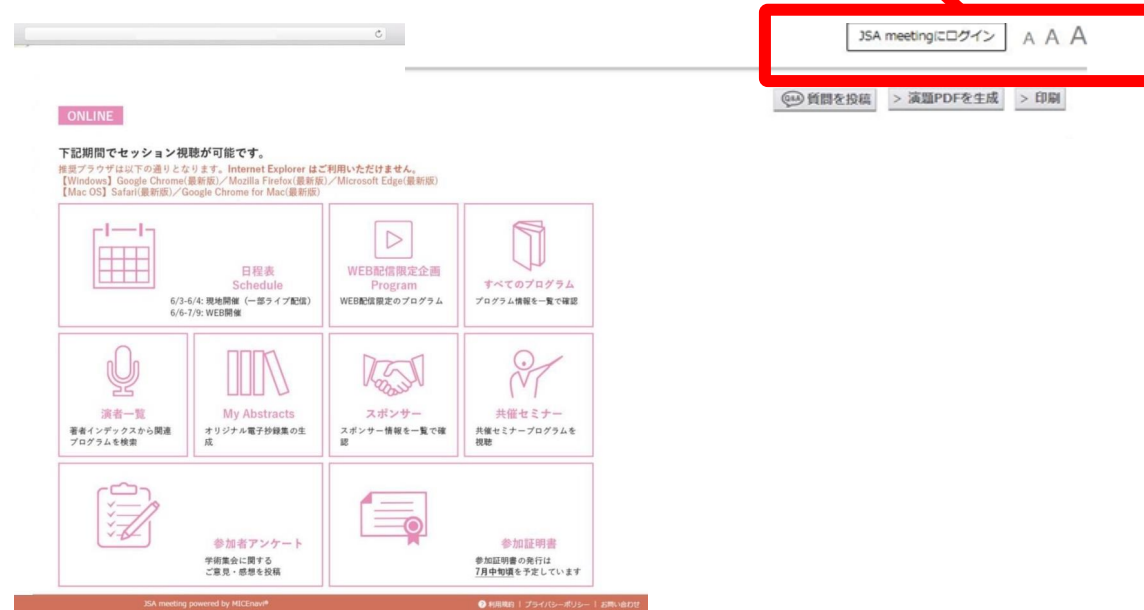 JSA meetingにログイン A A A
Q&A 質問を投稿 > 演題PDFを生成 > 印刷
ONLINE
下記期間でセッション視聴が可能です。
推奨ブラウザは以下の通りとなります。Internet Explorer はご利用いただけません。
【Windows】Google Chrome(最新版)／Mozilla Firefox(最新版)／Microsoft Edge(最新版)
【Mac OS】Safari(最新版)／Google Chrome for Mac(最新版)
日程表
Schedule
6/3-6/4: 現地開催（一部ライブ配信）
6/6-7/9: WEB開催
WEB配信限定企画
Program
WEB配信限定のプログラム
すべてのプログラム
プログラム情報を一覧で確認
演者一覧
著者インデックスから関連
プログラムを検索
My Abstracts
オリジナル電子抄録集の生
成
スポンサー
スポンサー情報を一覧で確
認
共催セミナー
共催セミナープログラムを
視聴
参加者アンケート
学術集会に関する
ご意見・感想を投稿
参加証明書
参加証明書の発行は
7月中旬頃を予定しています
JSA meeting powered by MICEnavi®
? 利用規約 | プライバシーポリシー | お問い合わせ